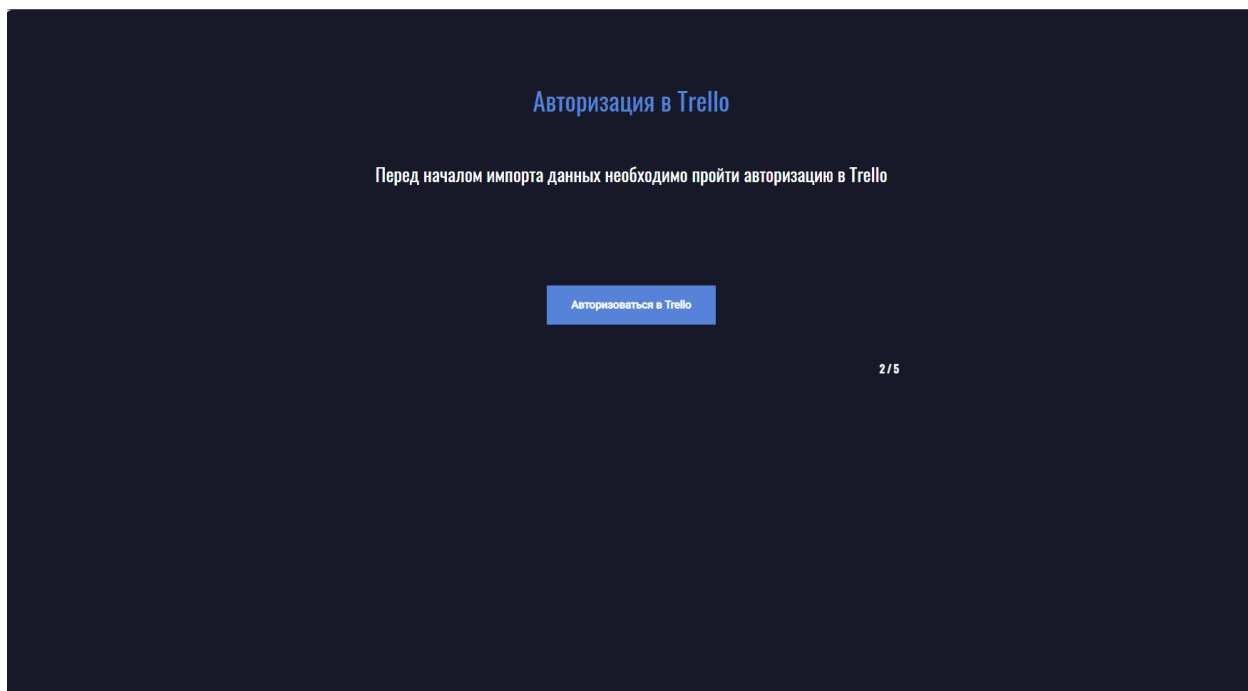 Авторизация в Trello
Перед началом импорта данных необходимо пройти авторизацию в Trello
Авторизоваться в Trello
2 / 5